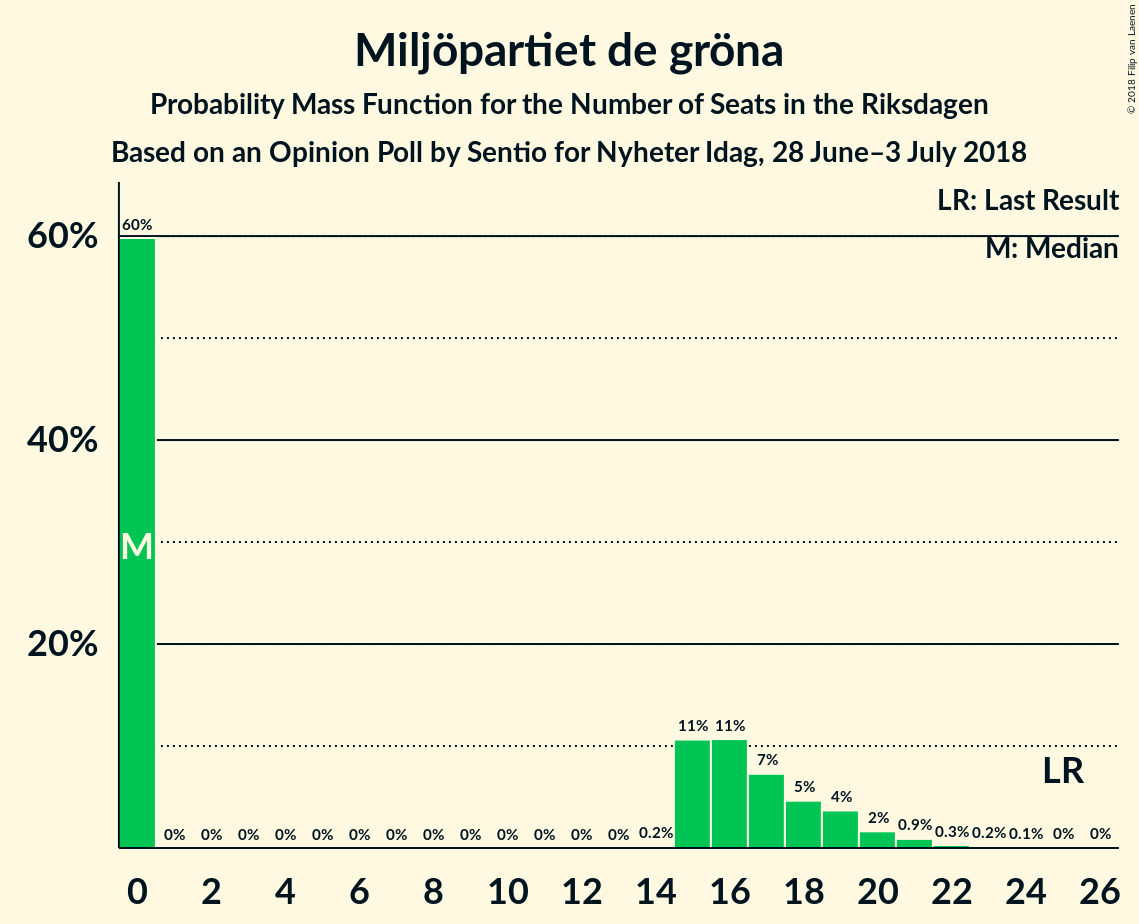 Miljöpartiet de gröna
Probability Mass Function for the Number of Seats in the Riksdagen
Based on an Opinion Poll by Sentio for Nyheter Idag, 28 June–3 July 2018
© 2018 Filip van Laenen
LR: Last Result
M: Median
60%
40%
20%
60%
M
0% 0% 0% 0% 0% 0% 0% 0% 0% 0% 0% 0% 0% 0.2% 11% 11% 7% 5% 4% 2% 0.9% 0.3% 0.2% 0.1% 0% 0%
LR
0 2 4 6 8 10 12 14 16 18 20 22 24 26